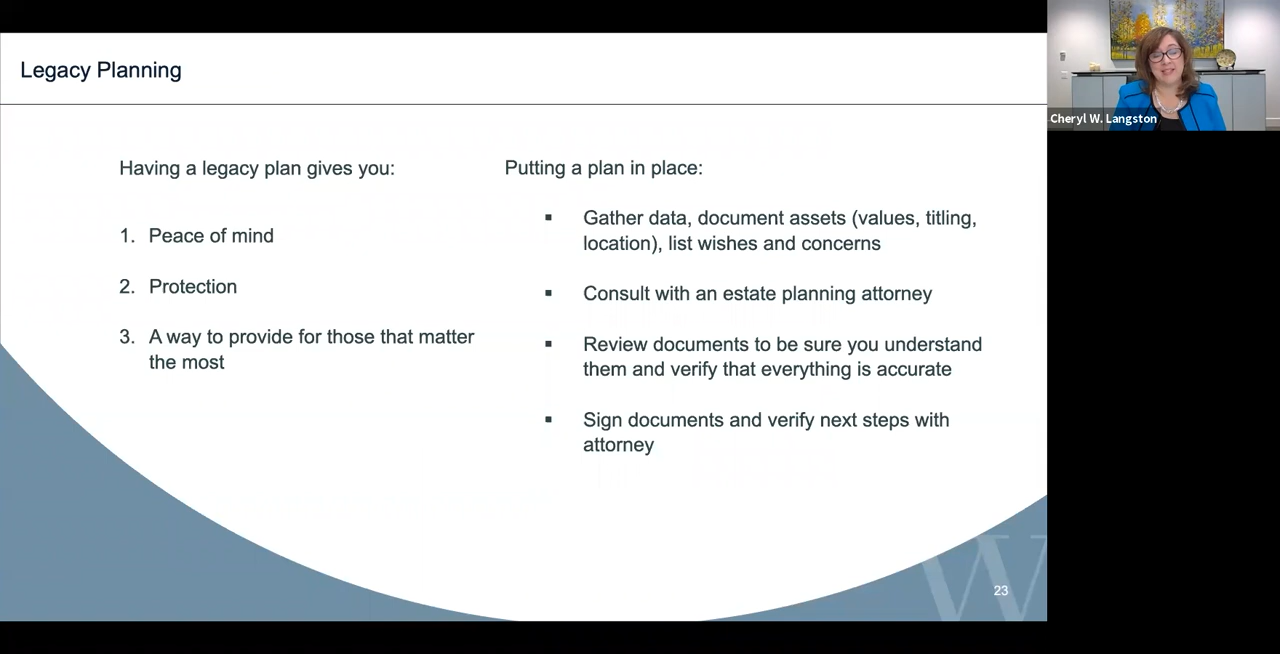 Legacy Planning
Having a legacy plan gives you:
1. Peace of mind
2. Protection
3. A way to provide for those that matter
the most
Putting a plan in place:
▪ Gather data, document assets (values, titling,
location), list wishes and concerns
▪ Consult with an estate planning attorney
▪ Review documents to be sure you understand
them and verify that everything is accurate
▪ Sign documents and verify next steps with
attorney
W
23
Cheryl W. Langston